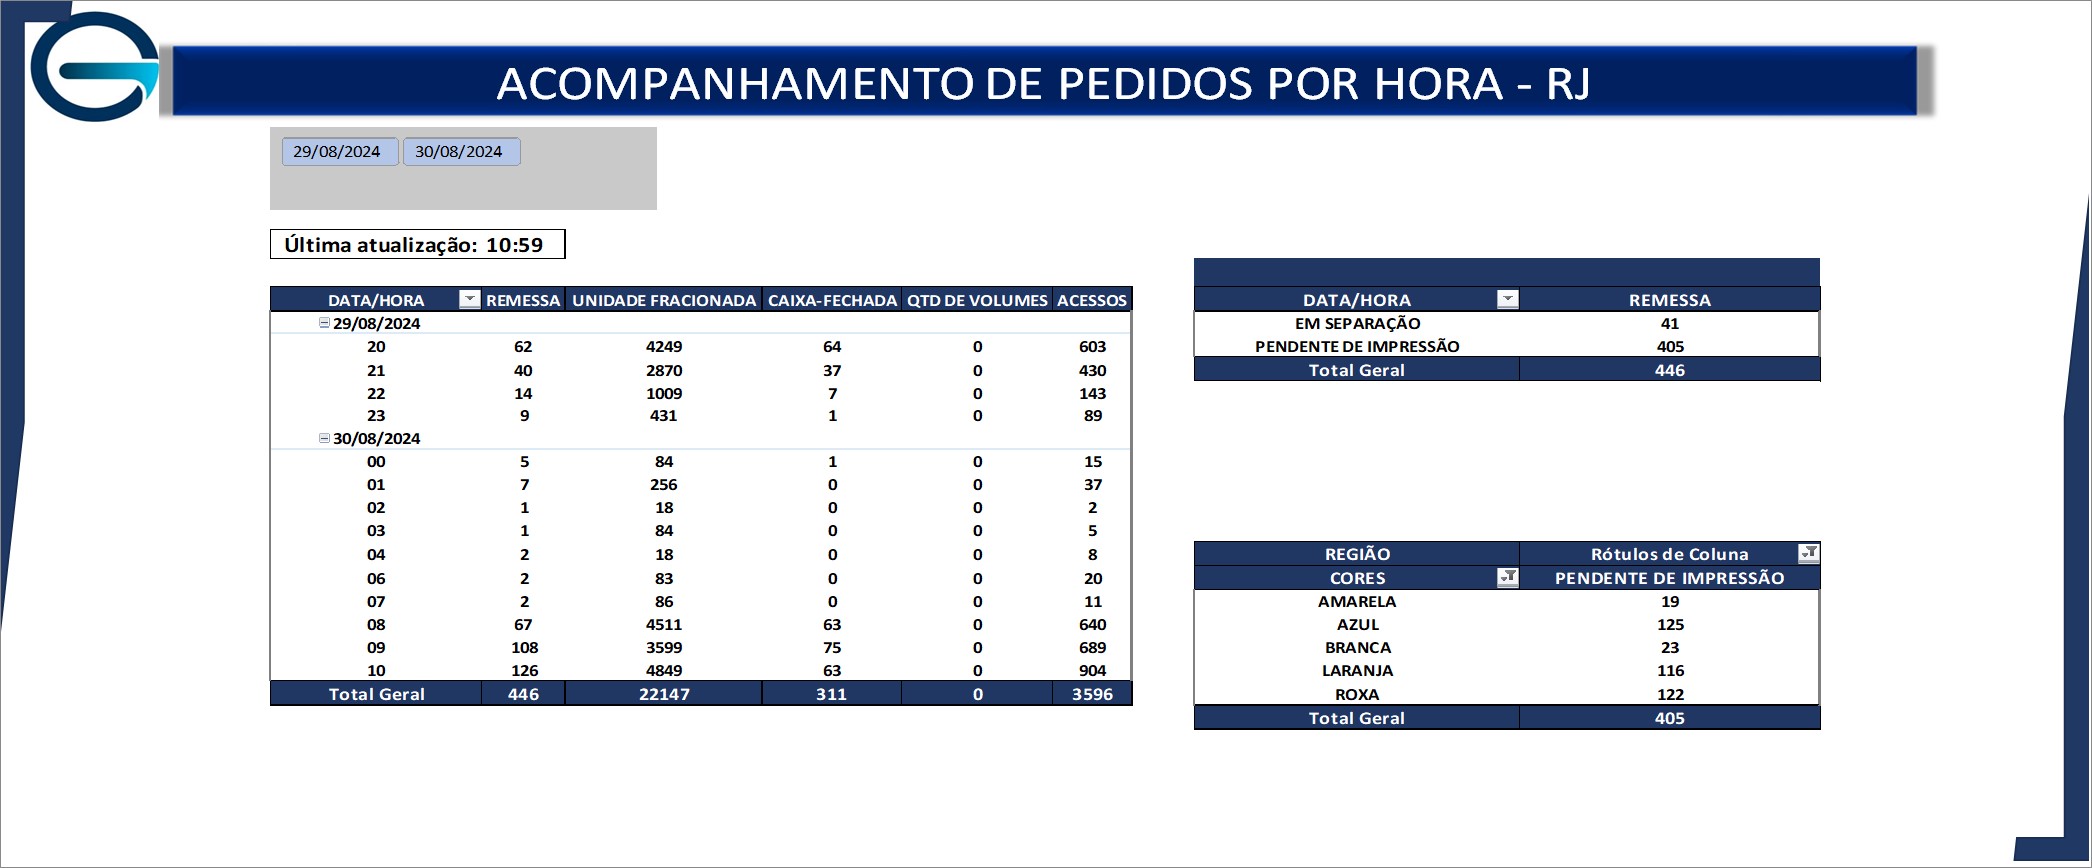 ACOMPANHAMENTO DE PEDIDOS POR HORA - RJ
29/08/2024 30/08/2024
Última atualização: 10:59
DATA/HORA REMESSA UNIDADE FRACIONADA CAIXA-FECHADA QTD DE VOLUMES ACESSOS
29/08/2024
20 62 4249 64 0 603
21 40 2870 37 0 430
22 14 1009 7 0 143
23 9 431 1 0 89
30/08/2024
00 5 84 1 0 15
01 7 256 0 0 37
02 1 18 0 0 2
03 1 84 0 0 5
04 2 18 0 0 8
06 2 83 0 0 20
07 2 86 0 0 11
08 67 4511 63 0 640
09 108 3599 75 0 689
10 126 4849 63 0 904
Total Geral 446 22147 311 0 3596
DATA/HORA REMESSA
EM SEPARAÇÃO 41
PENDENTE DE IMPRESSÃO 405
Total Geral 446
REGIÃO Rótulos de Coluna
CORES PENDENTE DE IMPRESSÃO
AMARELA 19
AZUL 125
BRANCA 23
LARANJA 116
ROXA 122
Total Geral 405